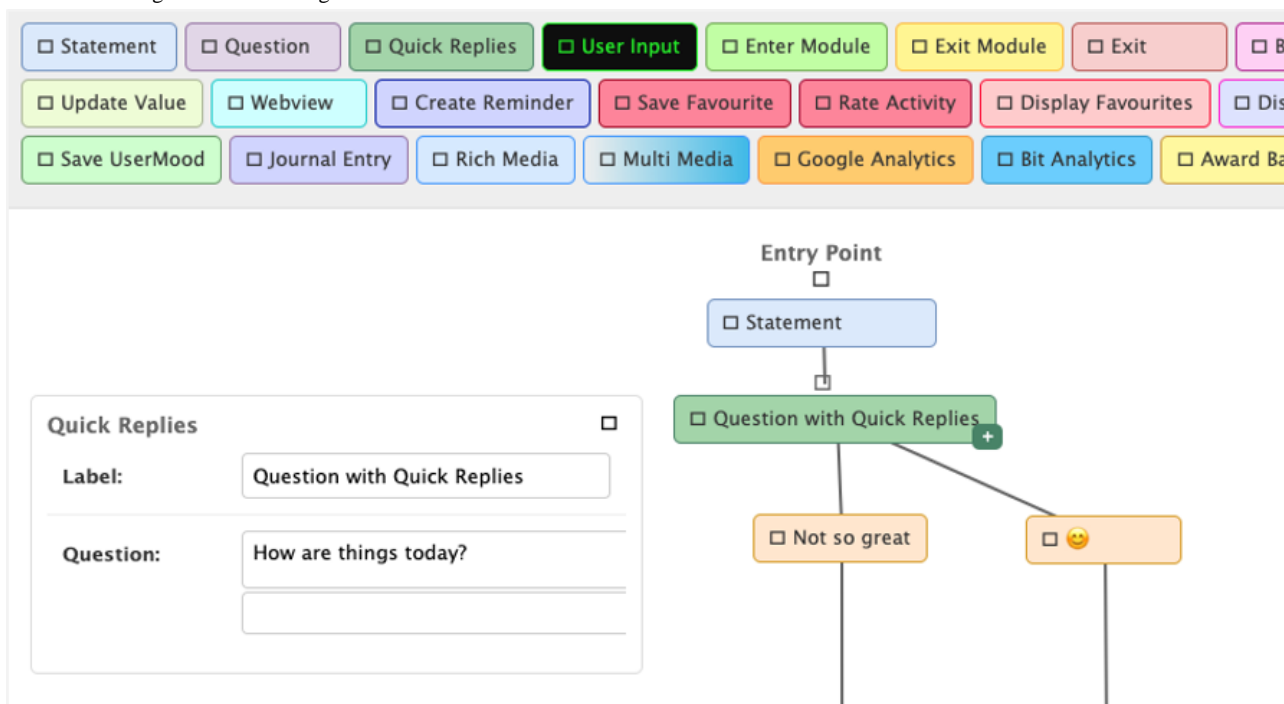 Statement Question Quick Replies User Input Enter Module Exit Module Exit
Update Value Webview Create Reminder Save Favourite Rate Activity Display Favourites
Save UserMood Journal Entry Rich Media Multi Media Google Analytics Bit Analytics Award
Entry Point
Statement
Quick Replies
Question with Quick Replies
+
Label:
Question with Quick Replies
Question:
How are things today?
Not so great
😊